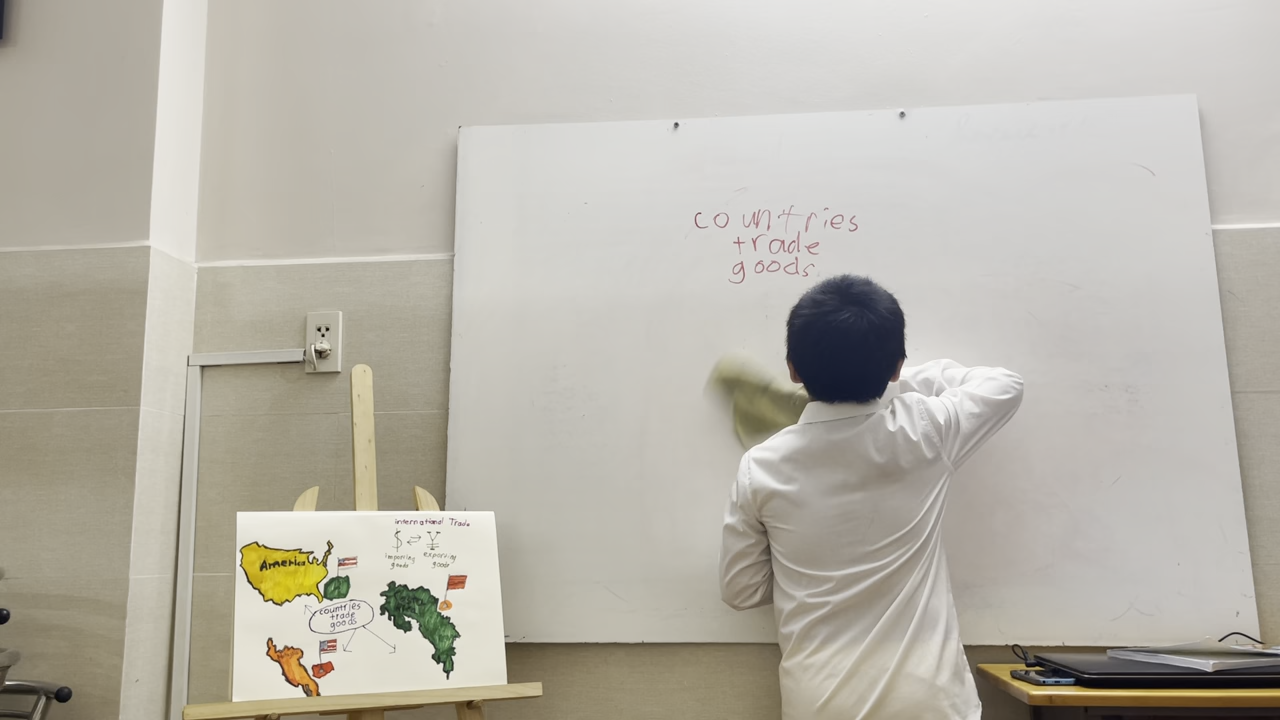 countries
trade
goods
international Trade
$ ⇄ ¥
importing exporting
goods goods
America
countries
trade
goods